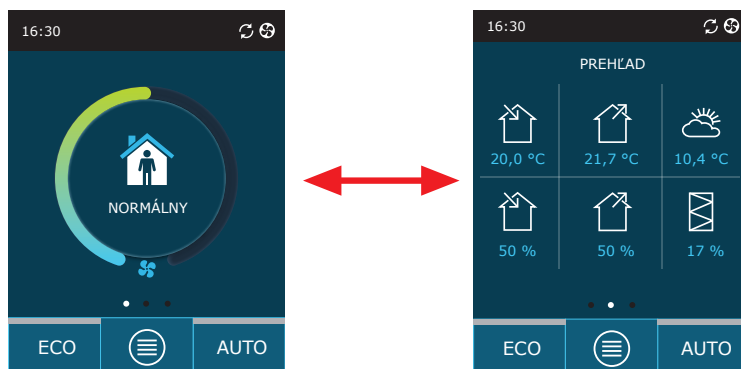 16:30
NORMÁLNY
ECO AUTO
16:30
PREHĽAD
20,0 °C 21,7 °C 10,4 °C
50 % 50 % 17 %
ECO AUTO